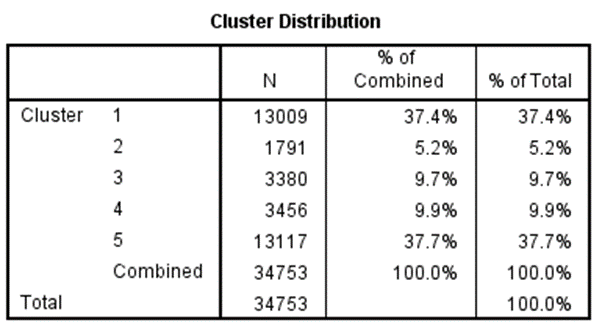 Cluster Distribution
N % of Combined % of Total
Cluster 1 13009 37.4% 37.4%
2 1791 5.2% 5.2%
3 3380 9.7% 9.7%
4 3456 9.9% 9.9%
5 13117 37.7% 37.7%
Combined 34753 100.0% 100.0%
Total 34753 100.0%